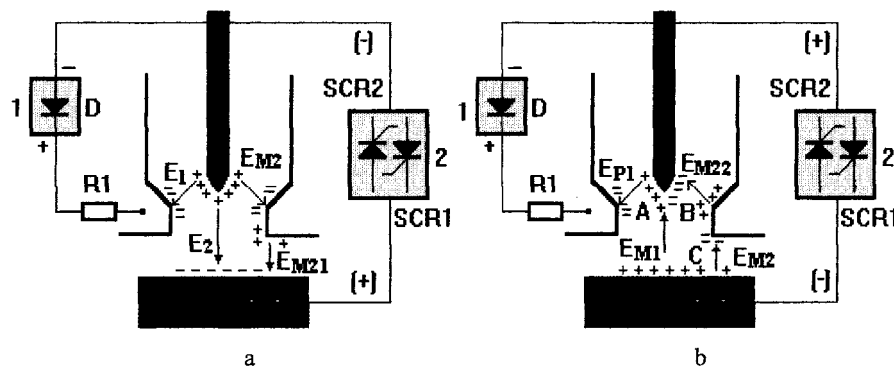 (-)
SCR2
1 D
2
E1 EM2
R1
SCR1
E2
EM21
(+)
a
(+)
SCR2
1 D
2
EP1 EM22
R1
A B
SCR1
EM1 C EM2
(-)
b